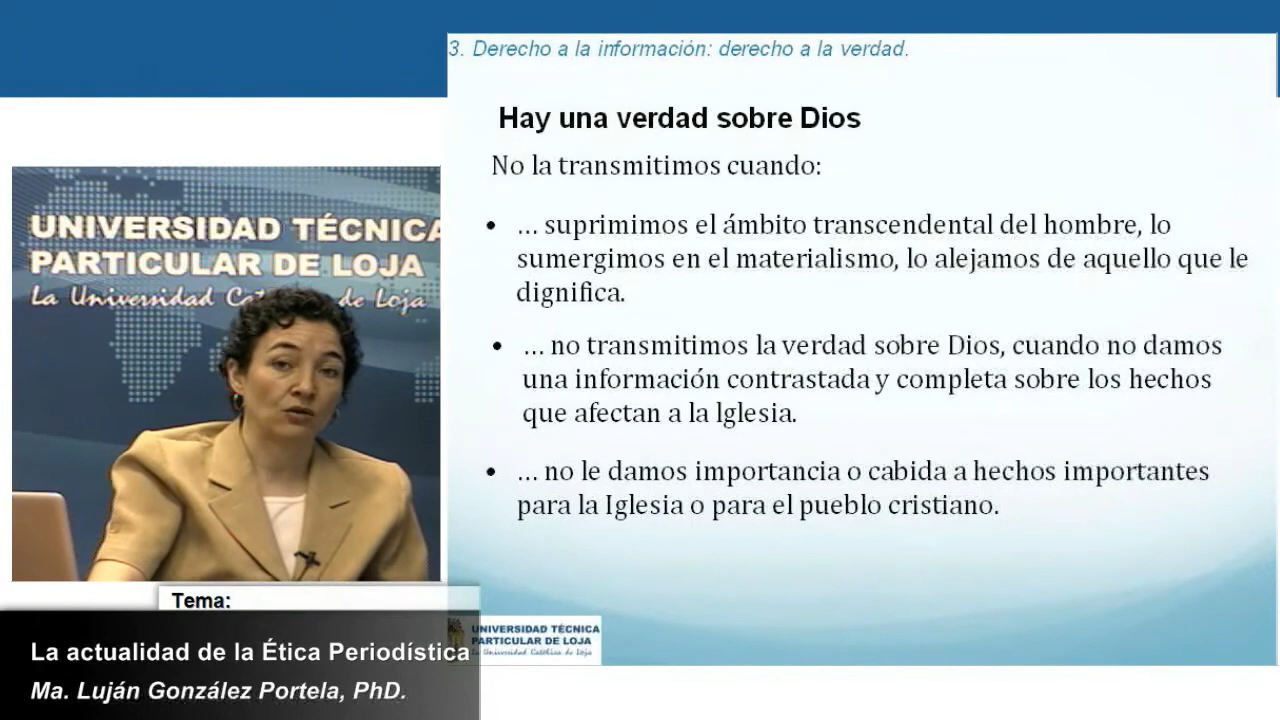 3. Derecho a la información: derecho a la verdad.
Hay una verdad sobre Dios
No la transmitimos cuando:
• ... suprimimos el ámbito transcendental del hombre, lo
sumergimos en el materialismo, lo alejamos de aquello que le
dignifica.
• ... no transmitimos la verdad sobre Dios, cuando no damos
una información contrastada y completa sobre los hechos
que afectan a la Iglesia.
• ... no le damos importancia o cabida a hechos importantes
para la Iglesia o para el pueblo cristiano.
UNIVERSIDAD TÉCNICA
PARTICULAR DE LOJA
La Universidad de Loja
Tema:
La actualidad de la Ética Periodística
Ma. Luján González Portela, PhD.
UNIVERSIDAD TÉCNICA
PARTICULAR DE LOJA
La Universidad Católica de Loja